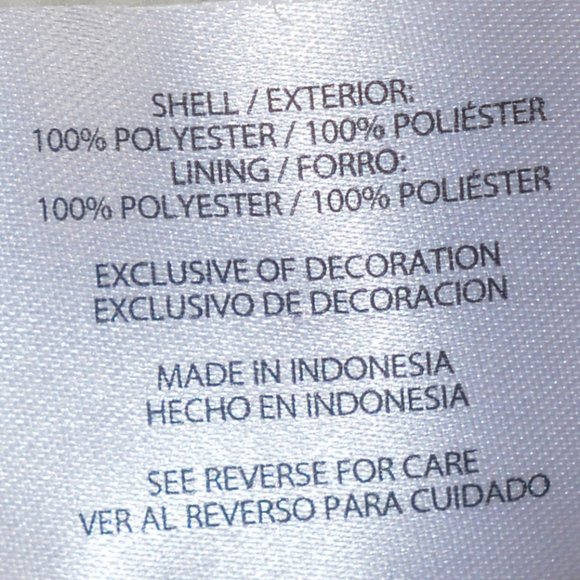 SHELL / EXTERIOR:
100% POLYESTER / 100% POLIÉSTER
LINING / FORRO:
100% POLYESTER / 100% POLIÉSTER
EXCLUSIVE OF DECORATION
EXCLUSIVO DE DECORACION
MADE IN INDONESIA
HECHO EN INDONESIA
SEE REVERSE FOR CARE
VER AL REVERSO PARA CUIDADO